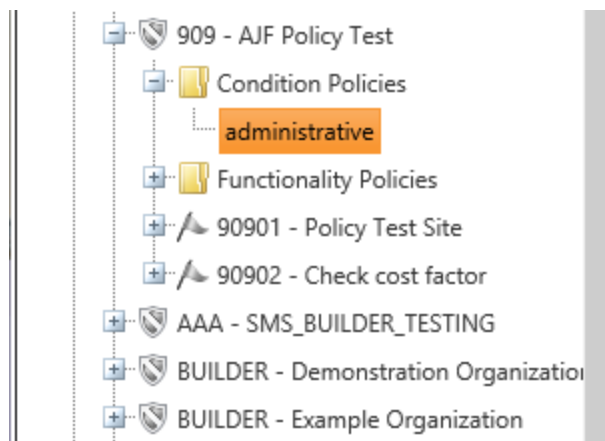 909 - AJF Policy Test
Condition Policies
administrative
Functionality Policies
90901 - Policy Test Site
90902 - Check cost factor
AAA - SMS_BUILDER_TESTING
BUILDER - Demonstration Organization
BUILDER - Example Organization